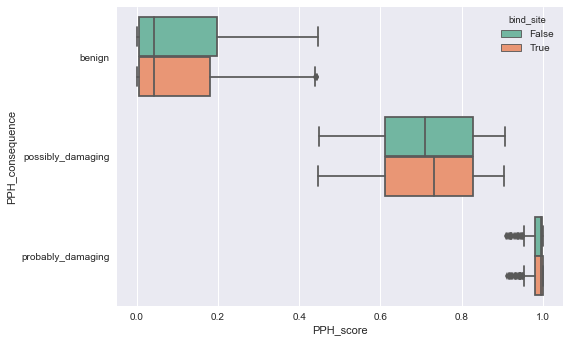 bind_site
False
True
benign
possibly_damaging
probably_damaging
PPH_consequence
0.0 0.2 0.4 0.6 0.8 1.0
PPH_score